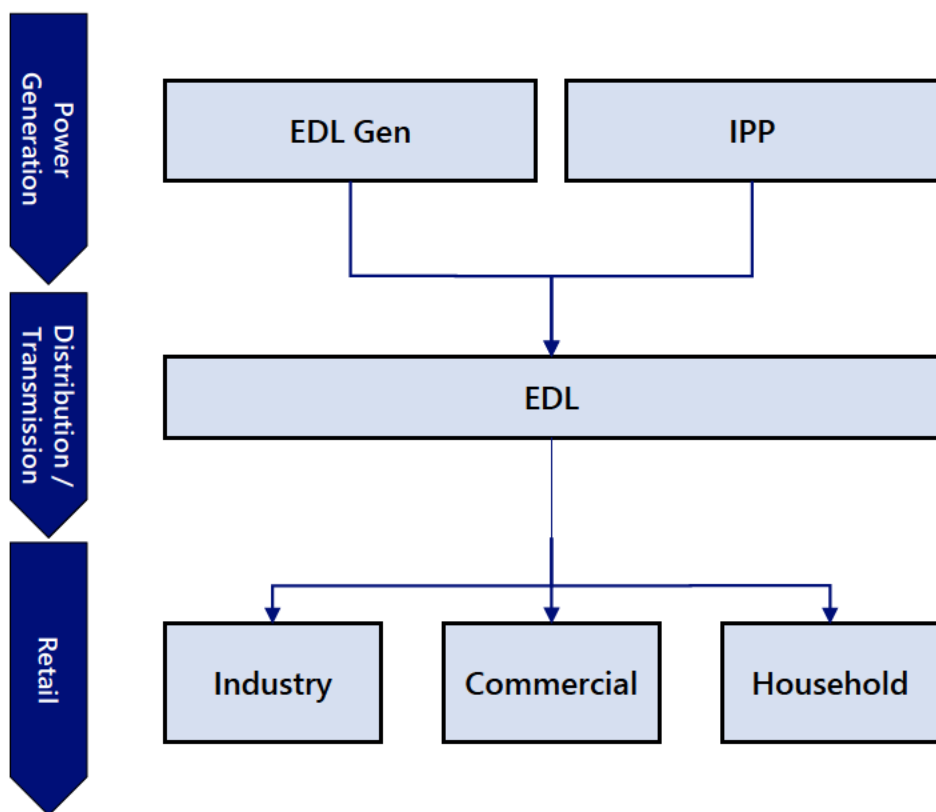 Power
Generation
EDL Gen
IPP
Distribution /
Transmission
EDL
Retail
Industry
Commercial
Household